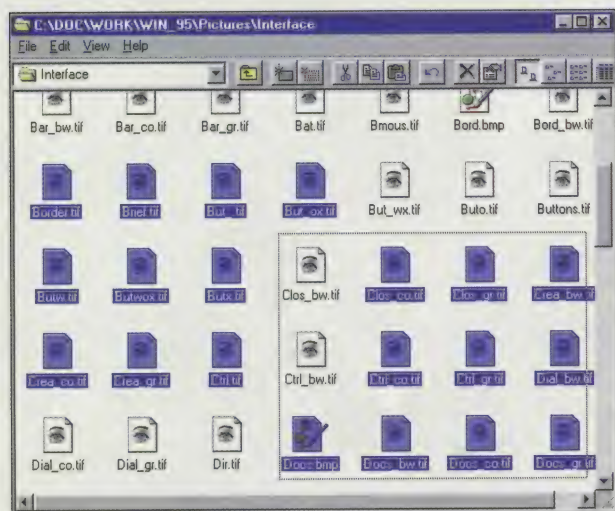 C:\DOC\WORK\WIN_95\Pictures\Interface
File Edit View Help
Interface
Bar_bw.tif Bar_co.tif Bar_gr.tif Bat.tif Bmous.tif Bord.bmp Bord_bw.tif
Border.tif Brief.tif But_.tif But_ox.tif But_wx.tif Buto.tif Buttons.tif
Butw.tif Butwox.tif Butx.tif Clos_bw.tif Clos_co.tif Clos_gr.tif Crea_bw.tif
Crea_co.tif Crea_gr.tif Ctrl.tif Ctrl_bw.tif Ctrl_co.tif Ctrl_gr.tif Dial_bw.tif
Dial_co.tif Dial_gr.tif Dir.tif Docs.bmp Docs_bw.tif Docs_co.tif Docs_gr.tif